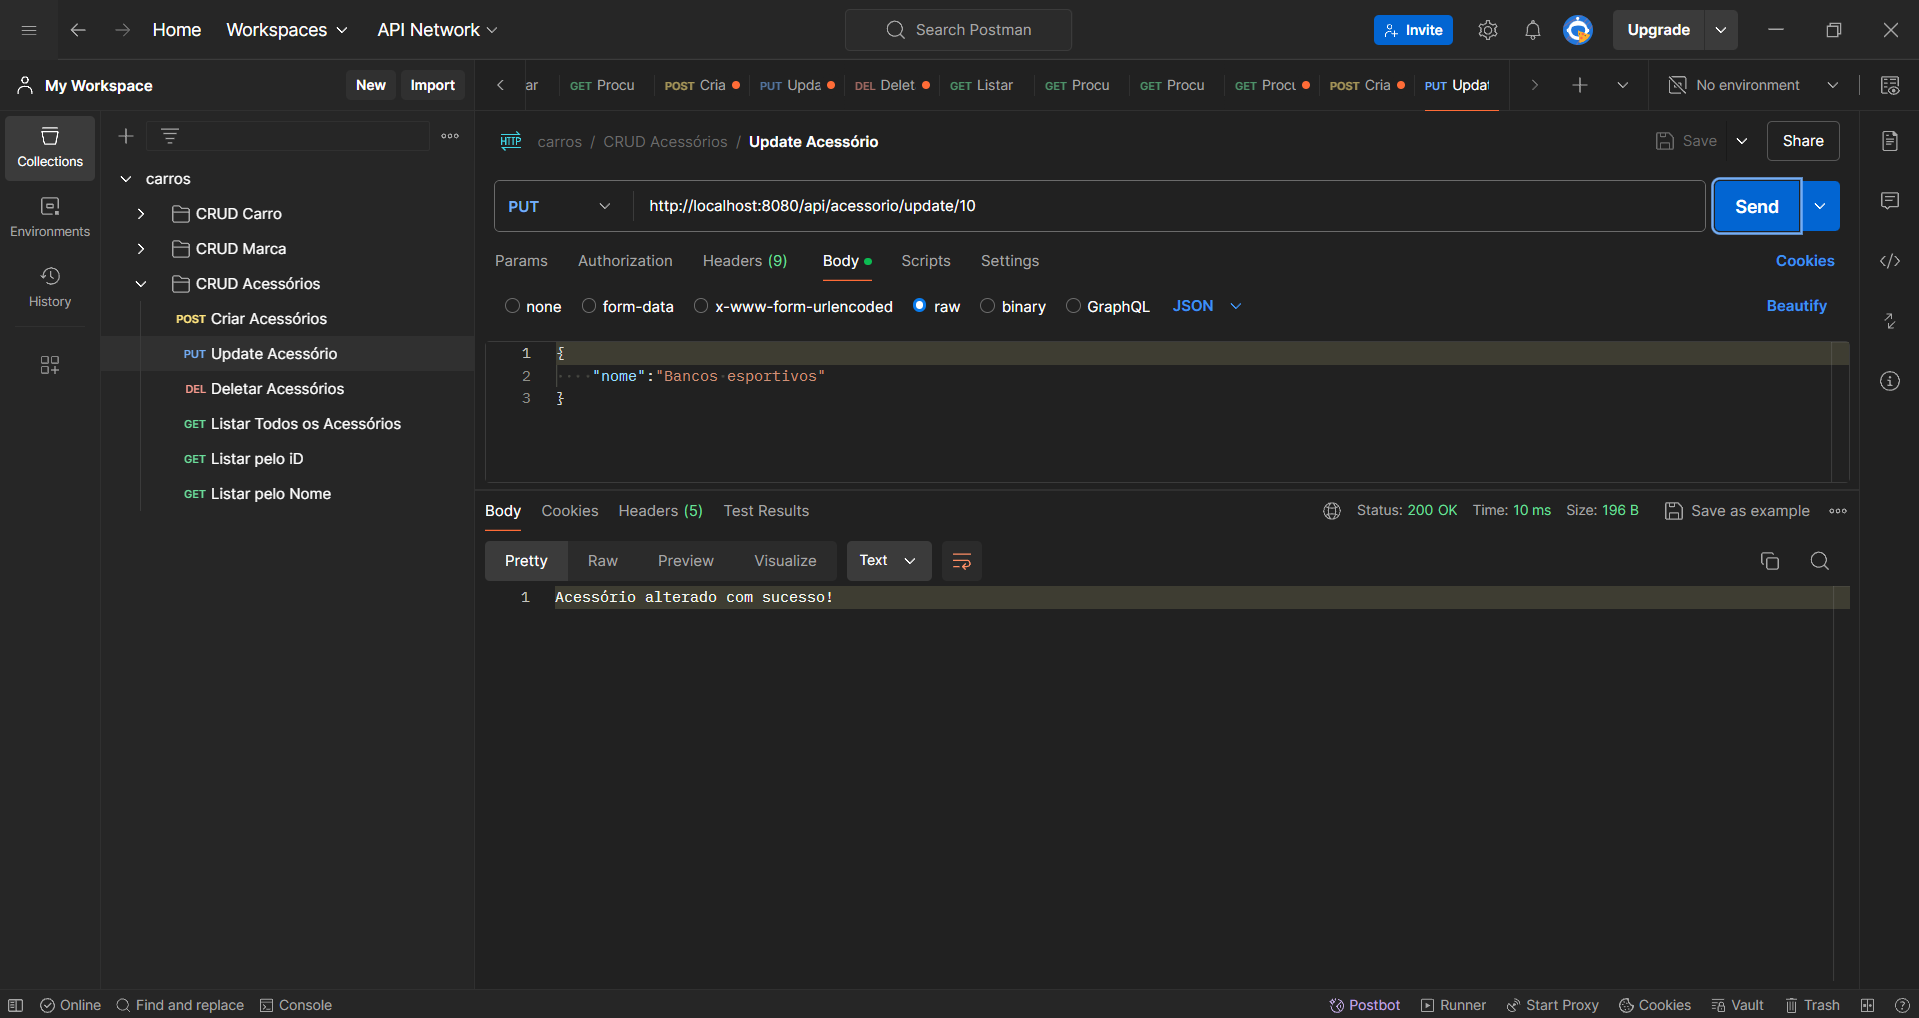 Home Workspaces API Network Search Postman Invite Upgrade
My Workspace New Import ar GET Procu POST Cria PUT Upda DEL Delet GET Listar GET Procu GET Procu GET Procu POST Cria PUT Updat No environment
Collections
Environments
History
carros
CRUD Carro
CRUD Marca
CRUD Acessórios
POST Criar Acessórios
PUT Update Acessório
DEL Deletar Acessórios
GET Listar Todos os Acessórios
GET Listar pelo iD
GET Listar pelo Nome
HTTP carros / CRUD Acessórios / Update Acessório Save Share
PUT http://localhost:8080/api/acessorio/update/10 Send
Params Authorization Headers (9) Body Scripts Settings Cookies
none form-data x-www-form-urlencoded raw binary GraphQL JSON Beautify
1 {
2 "nome":"Bancos esportivos"
3 }
Body Cookies Headers (5) Test Results Status: 200 OK Time: 10 ms Size: 196 B Save as example
Pretty Raw Preview Visualize Text
1 Acessório alterado com sucesso!
Online Find and replace Console Postbot Runner Start Proxy Cookies Vault Trash